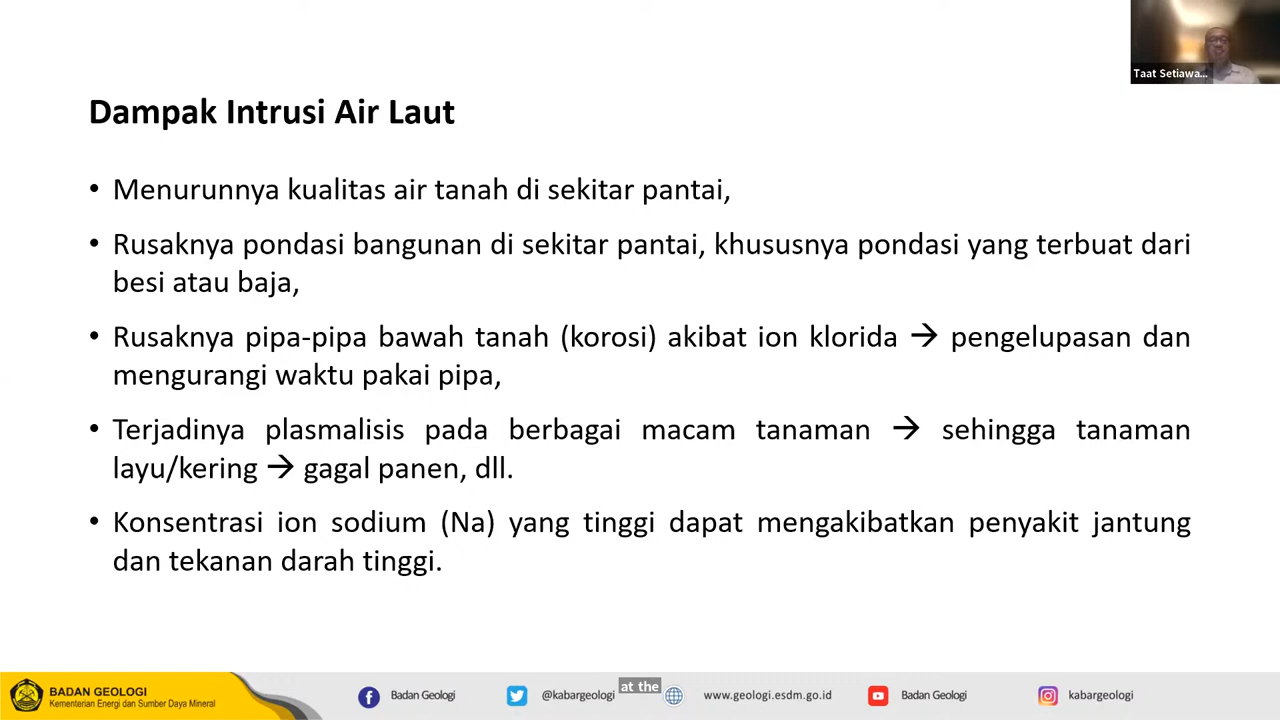 Taat Setiawa...
Dampak Intrusi Air Laut
• Menurunnya kualitas air tanah di sekitar pantai,
• Rusaknya pondasi bangunan di sekitar pantai, khususnya pondasi yang terbuat dari
besi atau baja,
• Rusaknya pipa-pipa bawah tanah (korosi) akibat ion klorida → pengelupasan dan
mengurangi waktu pakai pipa,
• Terjadinya plasmalisis pada berbagai macam tanaman → sehingga tanaman
layu/kering → gagal panen, dll.
• Konsentrasi ion sodium (Na) yang tinggi dapat mengakibatkan penyakit jantung
dan tekanan darah tinggi.
at the
BADAN GEOLOGI
Kementerian Energi dan Sumber Daya Mineral
Badan Geologi
@kabargeologi
www.geologi.esdm.go.id
Badan Geologi
kabargeologi